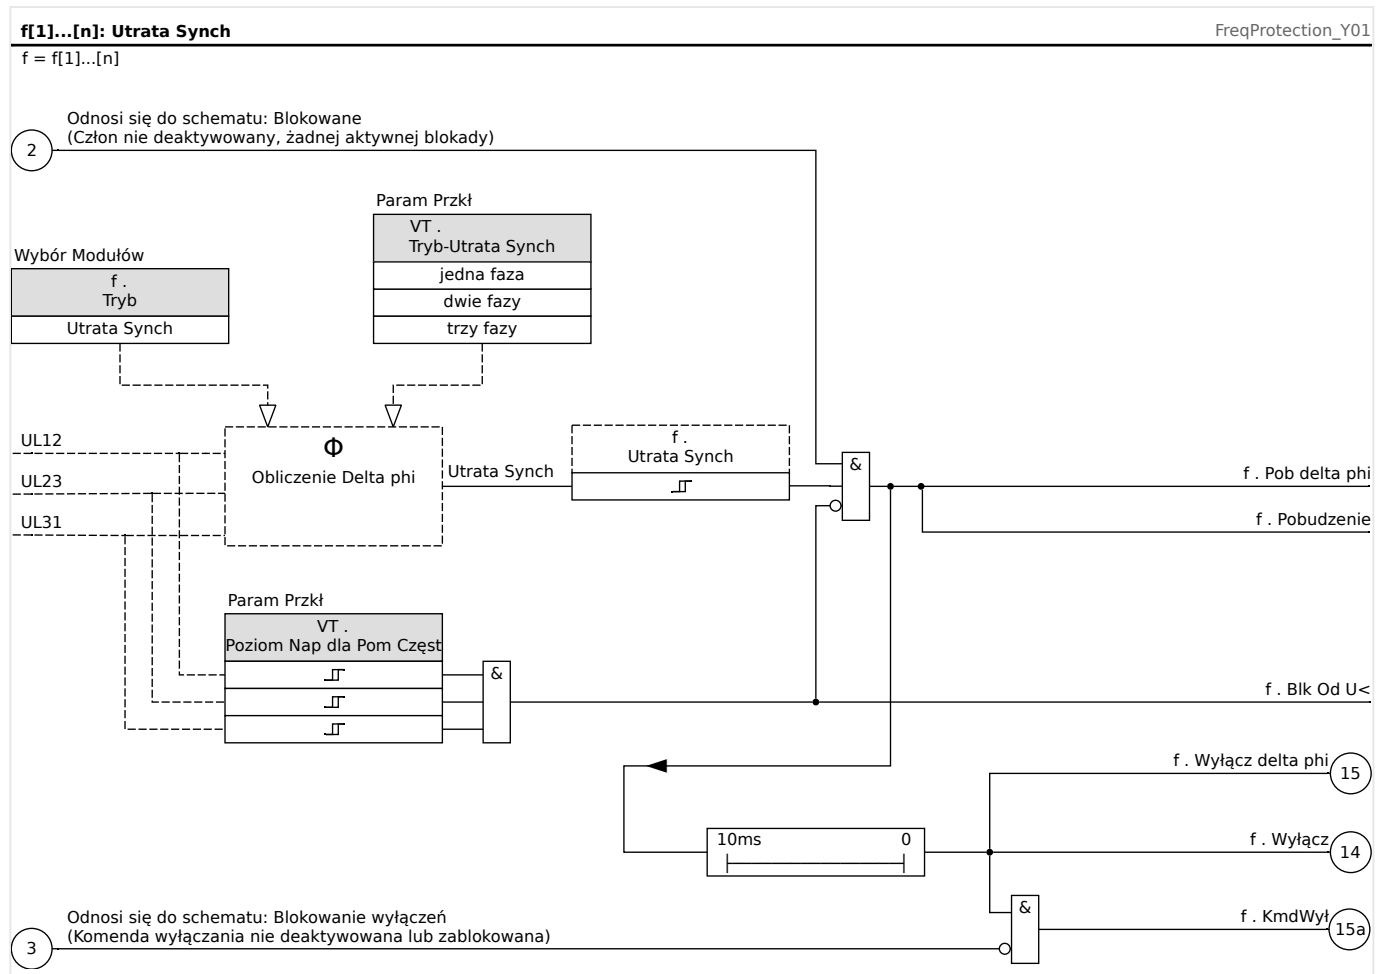 f[1]...[n]: Utrata Synch
FreqProtection_Y01
f = f[1]...[n]
Odnosi się do schematu: Blokowane
(Człon nie deaktywowany, żadnej aktywnej blokady)
2
Param Przkł
VT .
Tryb-Utrata Synch
jedna faza
dwie fazy
trzy fazy
Wybór Modułów
f .
Tryb
Utrata Synch
UL12
UL23
UL31
Φ
Obliczenie Delta phi
Utrata Synch
f .
Utrata Synch
&
f . Pob delta phi
f . Pobudzenie
Param Przkł
VT .
Poziom Nap dla Pom Częst
&
f . Blk Od U<
f . Wyłącz delta phi
15
10ms 0
f . Wyłącz
14
Odnosi się do schematu: Blokowanie wyłączeń
(Komenda wyłączania nie deaktywowana lub zablokowana)
3
&
f . KmdWył
15a